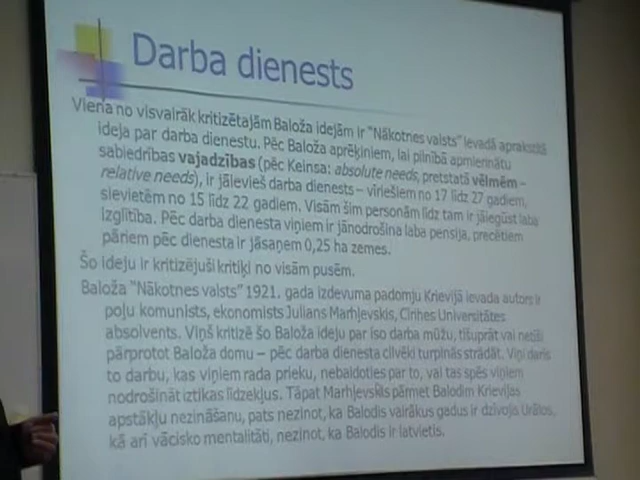 Darba dienests
Viena no visvairāk kritizētajām Baloža idejām ir "Nākotnes valsts" ievadā aprakstītā
ideja par darba dienestu. Pēc Baloža aprēķiniem, lai pilnībā apmierinātu
sabiedrības vajadzības (pēc Keinsa: absolute needs, pretstatā vēlmēm –
relative needs), ir jāievieš darba dienests – vīriešiem no 17 līdz 27 gadiem,
sievietēm no 15 līdz 22 gadiem. Visām šīm personām līdz tam ir jāiegūst laba
izglītība. Pēc darba dienesta viņiem ir jānodrošina laba pensija, precētiem
pāriem pēc dienesta ir jāsaņem 0,25 ha zemes.
Šo ideju ir kritizējuši kritiķi no visām pusēm.
Baloža "Nākotnes valsts" 1921. gada izdevuma padomju Krievijā ievada autors ir
poļu komunists, ekonomists Julians Marhļevskis, Cīrihes Universitātes
absolvents. Viņš kritizē šo Baloža ideju par īso darba mūžu, tīšuprāt vai netīši
pārprotot Baloža domu – pēc darba dienesta cilvēki turpinās strādāt. Viņi darīs
to darbu, kas viņiem rada prieku, nebaidoties par to, vai tas spēs viņiem
nodrošināt iztikas līdzekļus. Tāpat Marhļevskis pārmet Balodim Krievijas
apstākļu nezināšanu, pats nezinot, ka Balodis vairākus gadus ir dzīvojis Urālos,
kā arī vācisko mentalitāti, nezinot, ka Balodis ir latvietis.